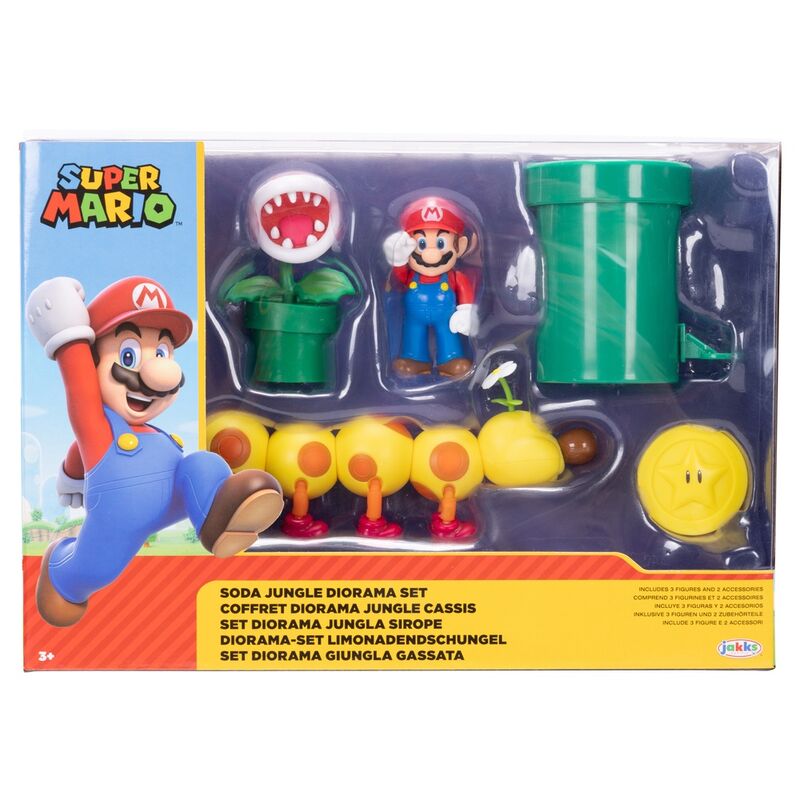 SUPER
MARIO
TM
M
M
SODA JUNGLE DIORAMA SET
COFFRET DIORAMA JUNGLE CASSIS
SET DIORAMA JUNGLA SIROPE
DIORAMA-SET LIMONADENDSCHUNGEL
SET DIORAMA GIUNGLA GASSATA
INCLUDES 3 FIGURES AND 2 ACCESSORIES
COMPREND 3 FIGURINES ET 2 ACCESSOIRES
INCLUYE 3 FIGURAS Y 2 ACCESORIOS
INKLUSIVE 3 FIGUREN UND 2 ZUBEHÖRTEILE
INCLUDE 3 FIGURE E 2 ACCESSORI
3+
jakks